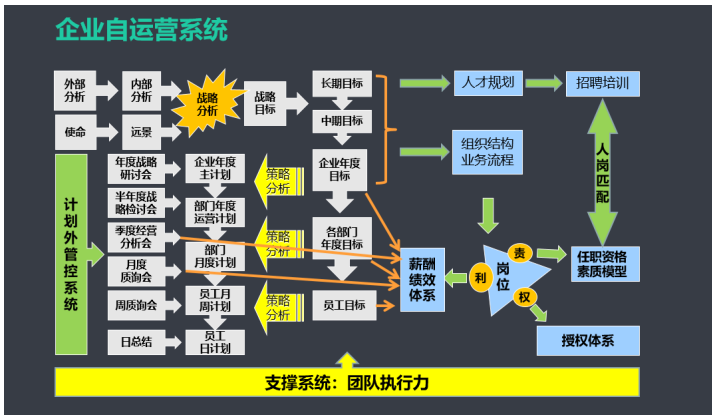 企业自运营系统
外部
分析
内部
分析
战略
分析
战略
目标
长期目标
人才规划
招聘培训
使命
远景
中期目标
组织结构
业务流程
人岗匹配
计划外管控系统
年度战略
研讨会
企业年度
主计划
策略
分析
企业年度
目标
半年度战
略检讨会
部门年度
运营计划
季度经营
分析会
部门
月度计划
策略
分析
各部门
年度目标
薪酬
绩效
体系
利
岗位
责
权
任职资格
素质模型
月度
质询会
周质询会
员工月
周计划
策略
分析
员工目标
日总结
员工
日计划
授权体系
支撑系统：团队执行力